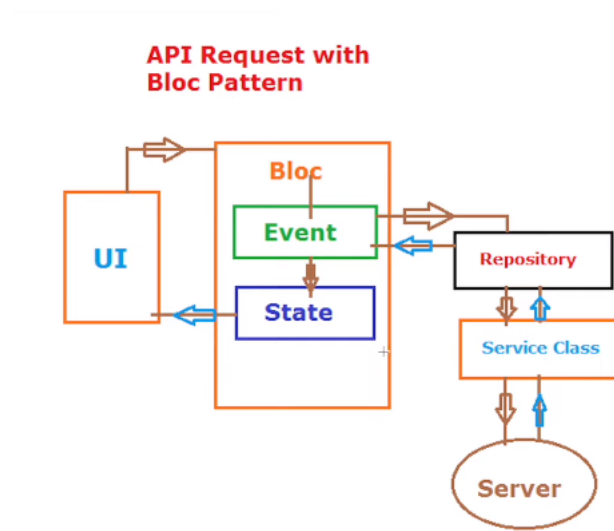 API Request with
Bloc Pattern
Bloc
UI
Event
State
Repository
Service Class
Server